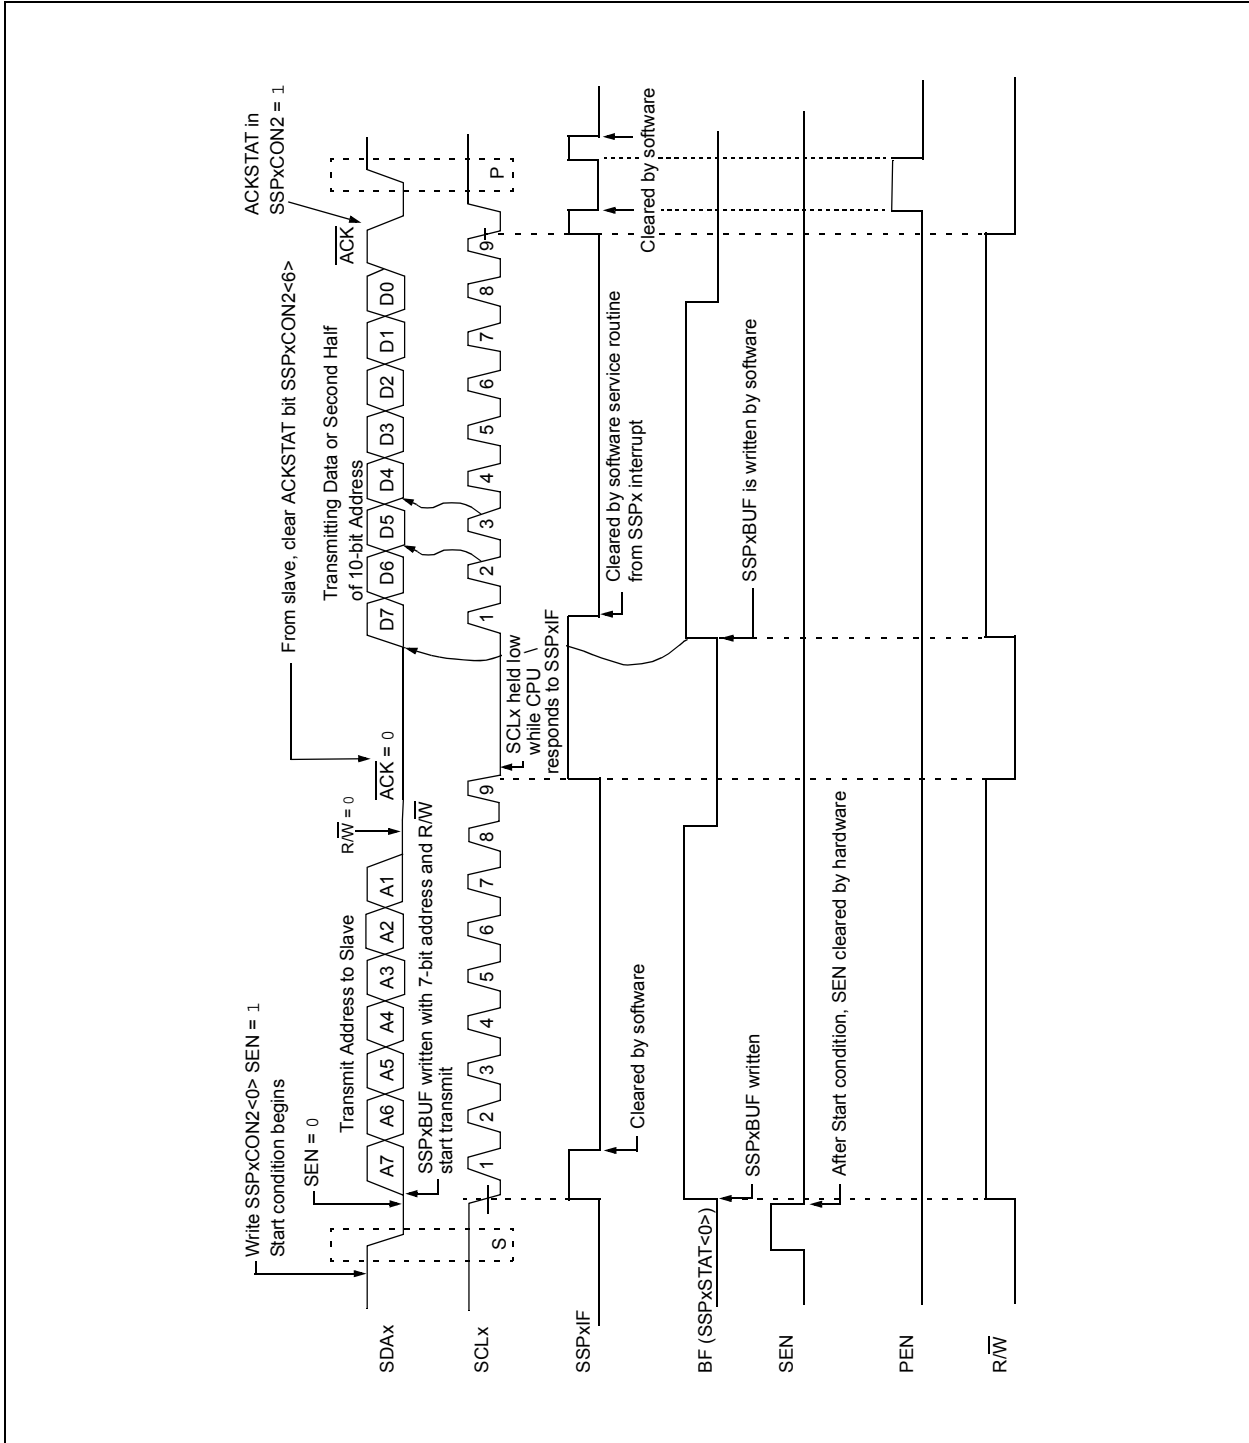 Write SSPxCON2<0> SEN = 1
Start condition begins
SEN = 0
Transmit Address to Slave
R/W = 0
From slave, clear ACKSTAT bit SSPxCON2<6>
ACK = 0
Transmitting Data or Second Half
of 10-bit Address
ACKSTAT in
SSPxCON2 = 1
ACK
SDAx
A7 A6 A5 A4 A3 A2 A1
D7 D6 D5 D4 D3 D2 D1 D0
SSPxBUF written with 7-bit address and R/W
start transmit
SCLx
S
1 2 3 4 5 6 7 8 9
1 2 3 4 5 6 7 8 9
P
SCLx held low
while CPU
responds to SSPxIF
SSPxIF
Cleared by software
Cleared by software service routine
from SSPx interrupt
Cleared by software
Cleared by software
BF (SSPxSTAT<0>)
SSPxBUF written
SSPxBUF is written by software
SEN
After Start condition, SEN cleared by hardware
PEN
R/W